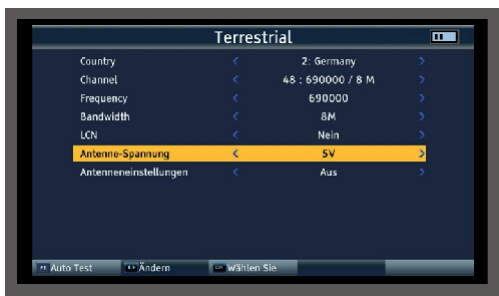 Terrestrial
Country < 2: Germany >
Channel < 48 : 690000 / 8 M >
Frequency < 690000 >
Bandwidth < 8M >
LCN < Nein >
Antenne-Spannung < 5V >
Antenneneinstellungen < Aus >
Auto Test Ändern Wählen Sie